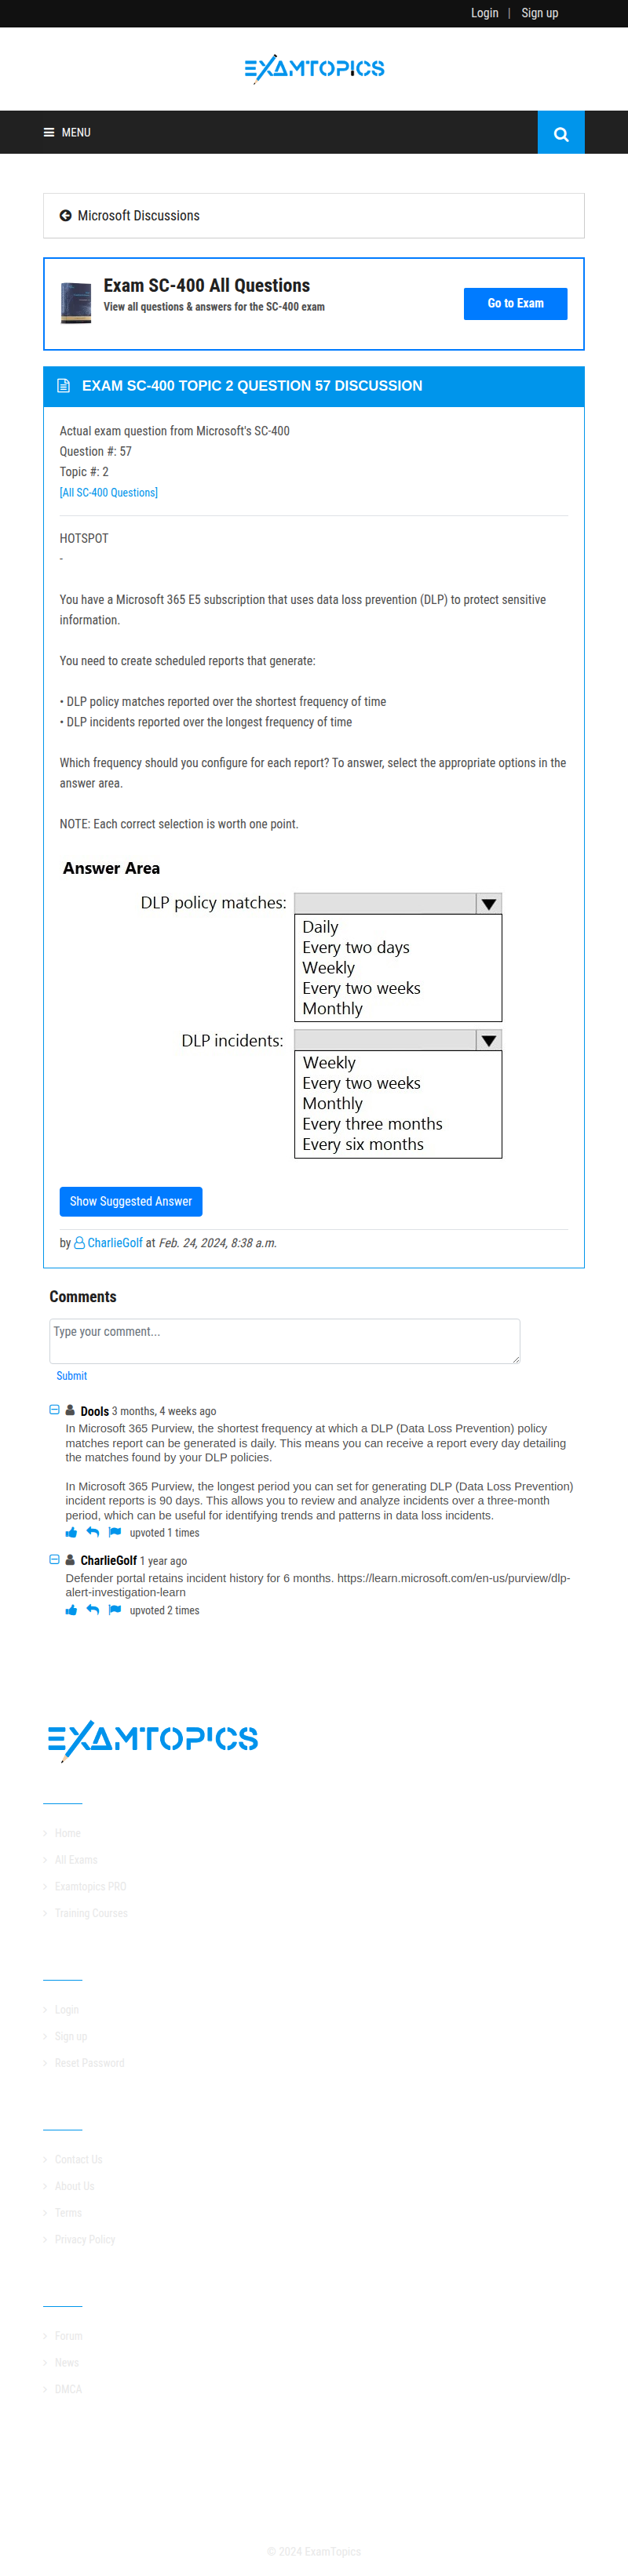 Login | Sign up
EXAMTOPICS
MENU
Microsoft Discussions
Exam SC-400 All Questions
View all questions & answers for the SC-400 exam
Go to Exam
EXAM SC-400 TOPIC 2 QUESTION 57 DISCUSSION
Actual exam question from Microsoft's SC-400
Question #: 57
Topic #: 2
[All SC-400 Questions]
HOTSPOT
-
You have a Microsoft 365 E5 subscription that uses data loss prevention (DLP) to protect sensitive
information.
You need to create scheduled reports that generate:
• DLP policy matches reported over the shortest frequency of time
• DLP incidents reported over the longest frequency of time
Which frequency should you configure for each report? To answer, select the appropriate options in the
answer area.
NOTE: Each correct selection is worth one point.
Answer Area
DLP policy matches:
Daily
Every two days
Weekly
Every two weeks
Monthly
DLP incidents:
Weekly
Every two weeks
Monthly
Every three months
Every six months
Show Suggested Answer
by CharlieGolf at Feb. 24, 2024, 8:38 a.m.
Comments
Type your comment...
Submit
Dools 3 months, 4 weeks ago
In Microsoft 365 Purview, the shortest frequency at which a DLP (Data Loss Prevention) policy
matches report can be generated is daily. This means you can receive a report every day detailing
the matches found by your DLP policies.
In Microsoft 365 Purview, the longest period you can set for generating DLP (Data Loss Prevention)
incident reports is 90 days. This allows you to review and analyze incidents over a three-month
period, which can be useful for identifying trends and patterns in data loss incidents.
upvoted 1 times
CharlieGolf 1 year ago
Defender portal retains incident history for 6 months. https://learn.microsoft.com/en-us/purview/dlp-
alert-investigation-learn
upvoted 2 times
EXAMTOPICS
Home
All Exams
Examtopics PRO
Training Courses
Login
Sign up
Reset Password
Contact Us
About Us
Terms
Privacy Policy
Forum
News
DMCA
© 2024 ExamTopics